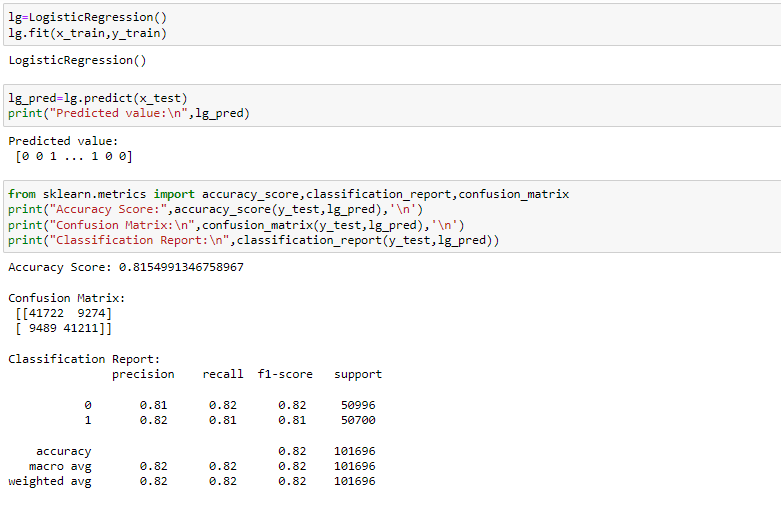 lg=LogisticRegression()
lg.fit(x_train,y_train)
LogisticRegression()
lg_pred=lg.predict(x_test)
print("Predicted value:\n",lg_pred)
Predicted value:
 [0 0 1 ... 1 0 0]
from sklearn.metrics import accuracy_score,classification_report,confusion_matrix
print("Accuracy Score:",accuracy_score(y_test,lg_pred),'\n')
print("Confusion Matrix:\n",confusion_matrix(y_test,lg_pred),'\n')
print("Classification Report:\n",classification_report(y_test,lg_pred))
Accuracy Score: 0.8154991346758967
Confusion Matrix:
 [[41722  9274]
 [ 9489 41211]]
Classification Report:
               precision    recall  f1-score   support
           0       0.81      0.82      0.82     50996
           1       0.82      0.81      0.81     50700
    accuracy                           0.82    101696
   macro avg       0.82      0.82      0.82    101696
weighted avg       0.82      0.82      0.82    101696